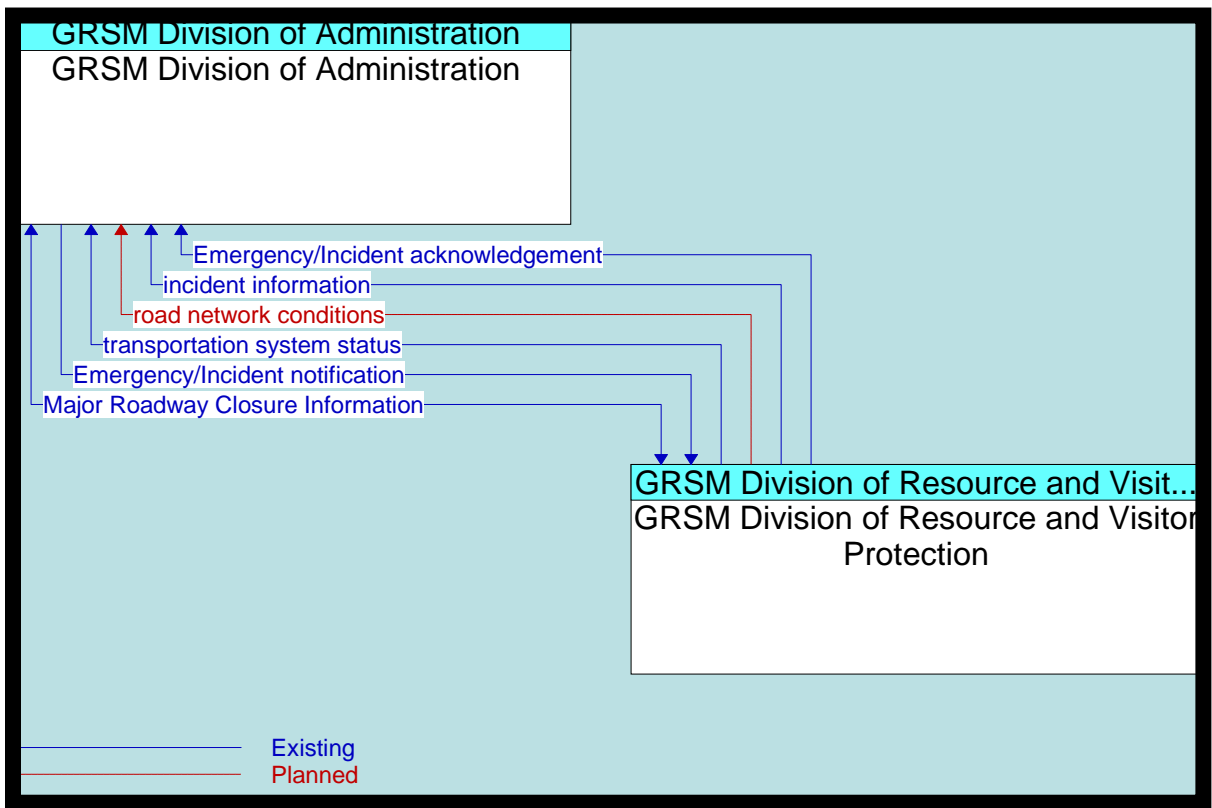 GRSM Division of Administration
GRSM Division of Administration
Emergency/Incident acknowledgement
incident information
road network conditions
transportation system status
Emergency/Incident notification
Major Roadway Closure Information
GRSM Division of Resource and Visit...
GRSM Division of Resource and Visitor
Protection
Existing
Planned